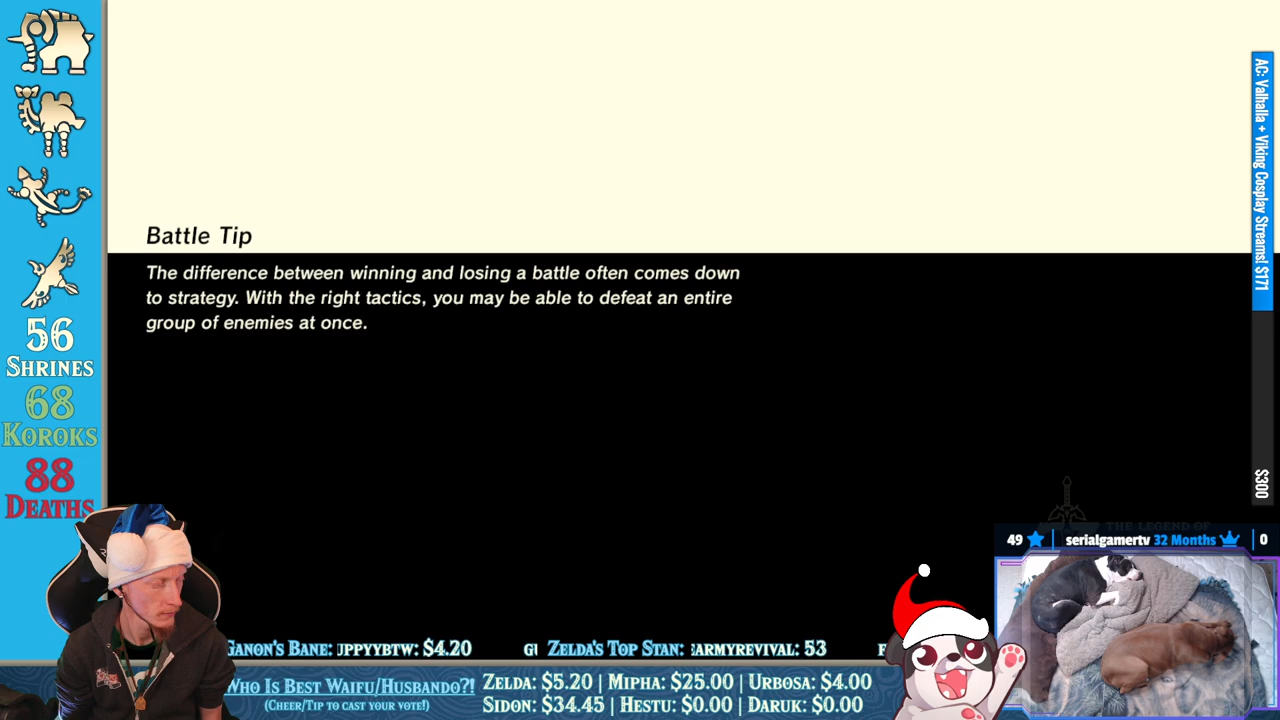 56
SHRINES
68
KOROKS
88
DEATHS
Battle Tip
The difference between winning and losing a battle often comes down
to strategy. With the right tactics, you may be able to defeat an entire
group of enemies at once.
AC: Valhalla + Viking Cosplay Streams! $171
$300
THE LEGEND OF
49 | serialgamertv 32 Months | 0
GANON'S BANE: UPPYYBTW: $4.20
ZELDA'S TOP STAN: EARMYREVIVAL: 53
WHO IS BEST WAIFU/HUSBANDO?!
(CHEER/TIP TO CAST YOUR VOTE!)
ZELDA: $5.20 | MIPHA: $25.00 | URBOSA: $4.00
SIDON: $34.45 | HESTU: $0.00 | DARUK: $0.00